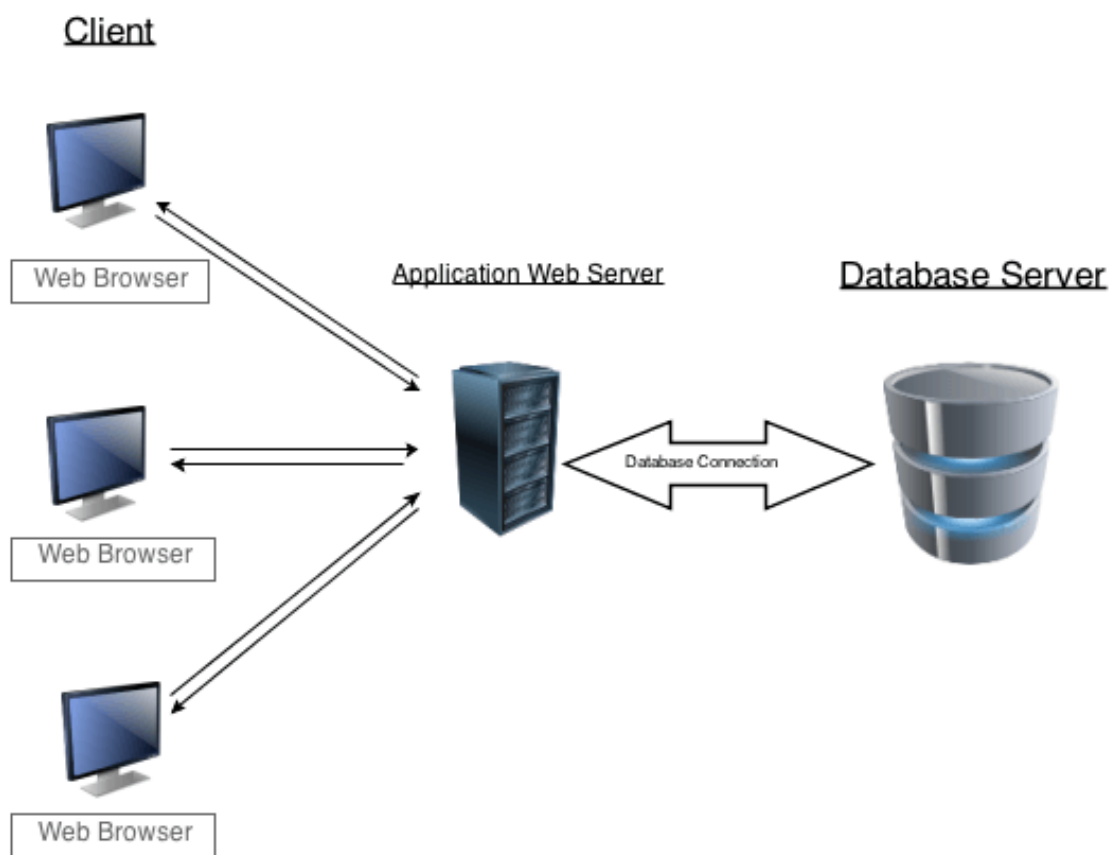 Client
Web Browser
Application Web Server
Database Server
Database Connection
Web Browser
Web Browser